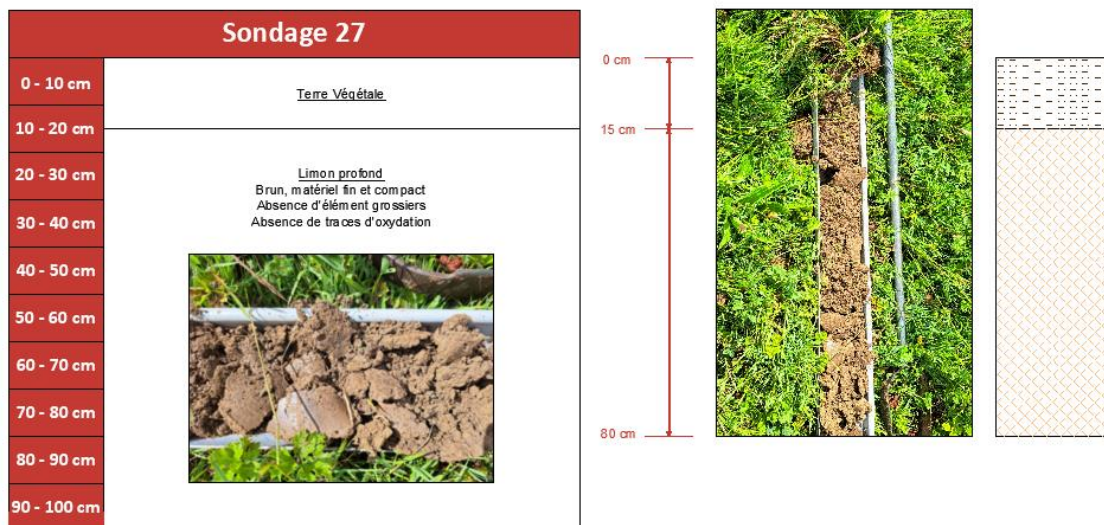 Sondage 27
0 - 10 cm
10 - 20 cm
20 - 30 cm
30 - 40 cm
40 - 50 cm
50 - 60 cm
60 - 70 cm
70 - 80 cm
80 - 90 cm
90 - 100 cm
Terre Végétale
Limon profond
Brun, matériel fin et compact
Absence d'élément grossiers
Absence de traces d'oxydation
0 cm
15 cm
80 cm